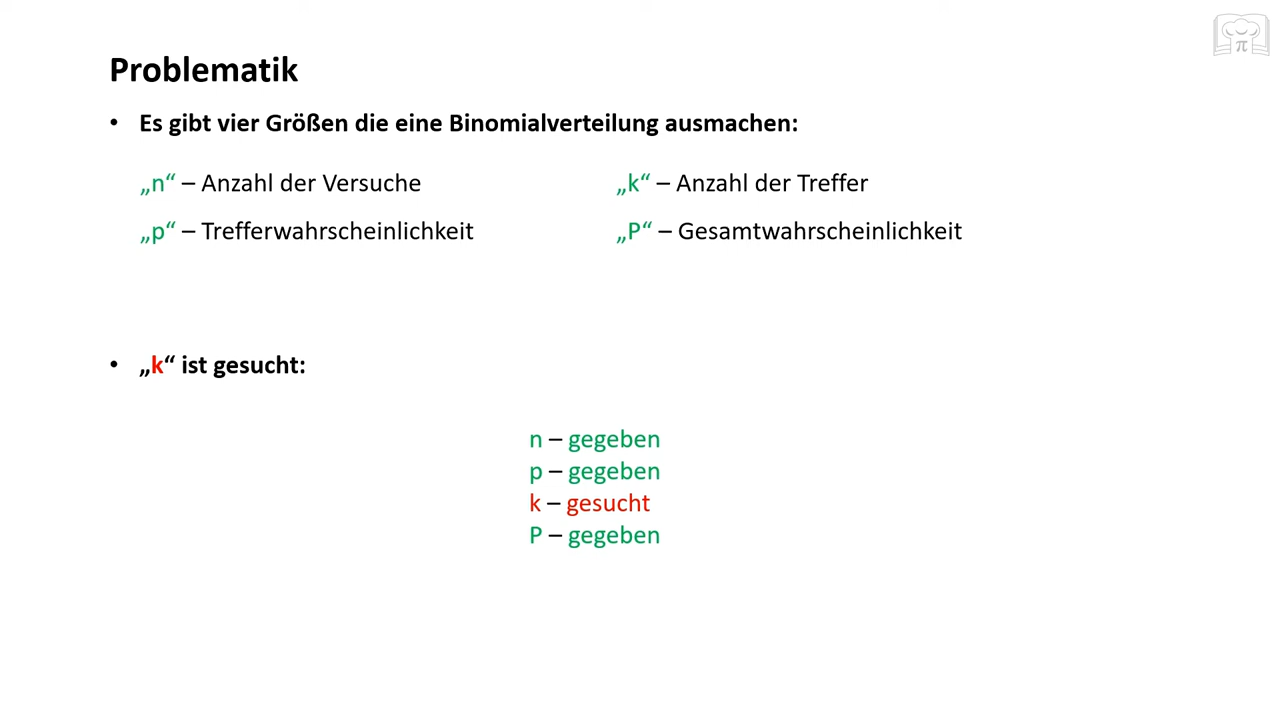 Problematik
• Es gibt vier Größen die eine Binomialverteilung ausmachen:
„n“ – Anzahl der Versuche
„k“ – Anzahl der Treffer
„p“ – Trefferwahrscheinlichkeit
„P“ – Gesamtwahrscheinlichkeit
• „k“ ist gesucht:
n – gegeben
p – gegeben
k – gesucht
P – gegeben
π